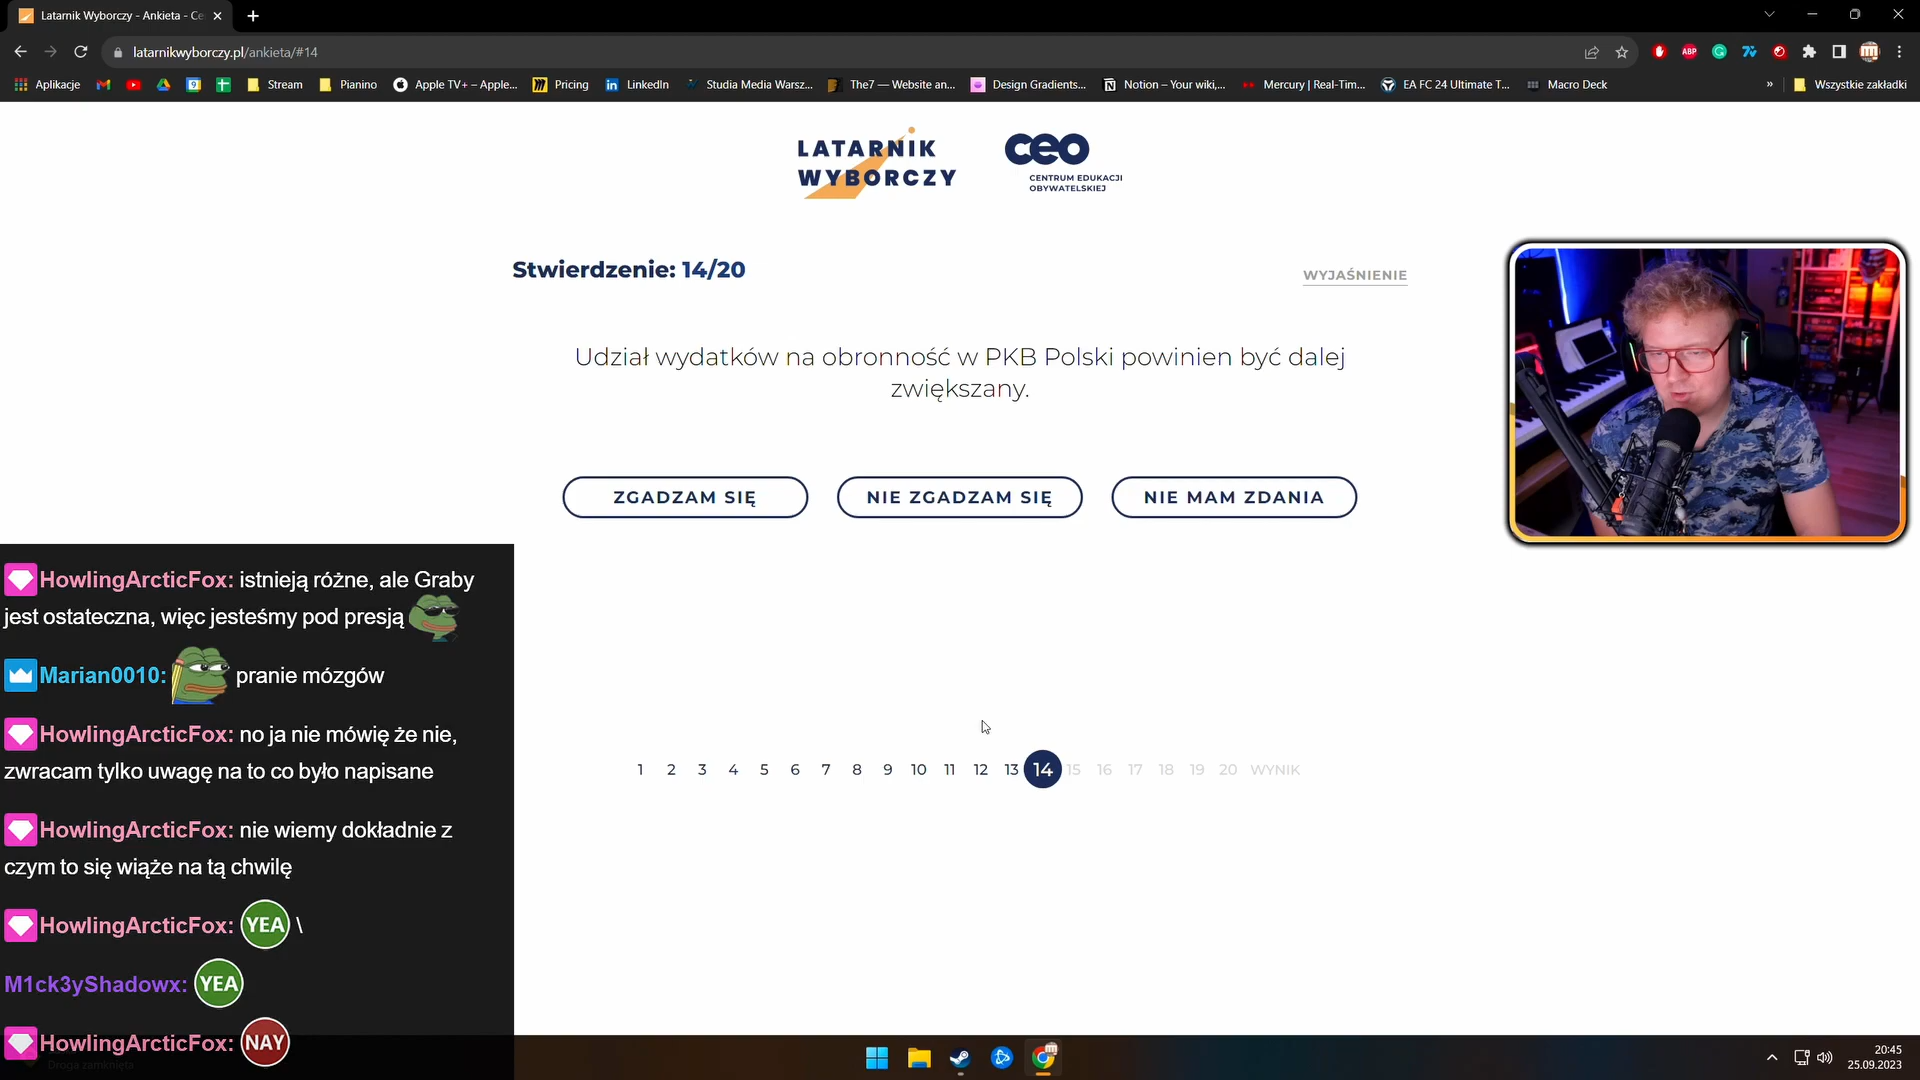 Latarnik Wyborczy - Ankieta - Ce
latarnikwyborczy.pl/ankieta/#14
ABP
Aplikacje
Stream
Pianino
Apple TV+ – Apple...
Pricing
LinkedIn
Studia Media Warsz...
The7 — Website an...
Design Gradients...
Notion – Your wiki,...
Mercury | Real-Tim...
EA FC 24 Ultimate T...
Macro Deck
»
Wszystkie zakładki
LATARNIK
WYBORCZY
ceo
CENTRUM EDUKACJI
OBYWATELSKIEJ
Stwierdzenie: 14/20
WYJAŚNIENIE
Udział wydatków na obronność w PKB Polski powinien być dalej
zwiększany.
ZGADZAM SIĘ
NIE ZGADZAM SIĘ
NIE MAM ZDANIA
HowlingArcticFox: istnieją różne, ale Graby
jest ostateczna, więc jesteśmy pod presją
Marian0010: pranie mózgów
HowlingArcticFox: no ja nie mówię że nie,
zwracam tylko uwagę na to co było napisane
HowlingArcticFox: nie wiemy dokładnie z
czym to się wiąże na tą chwilę
HowlingArcticFox: YEA \
M1ck3yShadowx: YEA
HowlingArcticFox: NAY
Druga zamknięta
1 2 3 4 5 6 7 8 9 10 11 12 13 14 15 16 17 18 19 20 WYNIK
20:45
25.09.2023